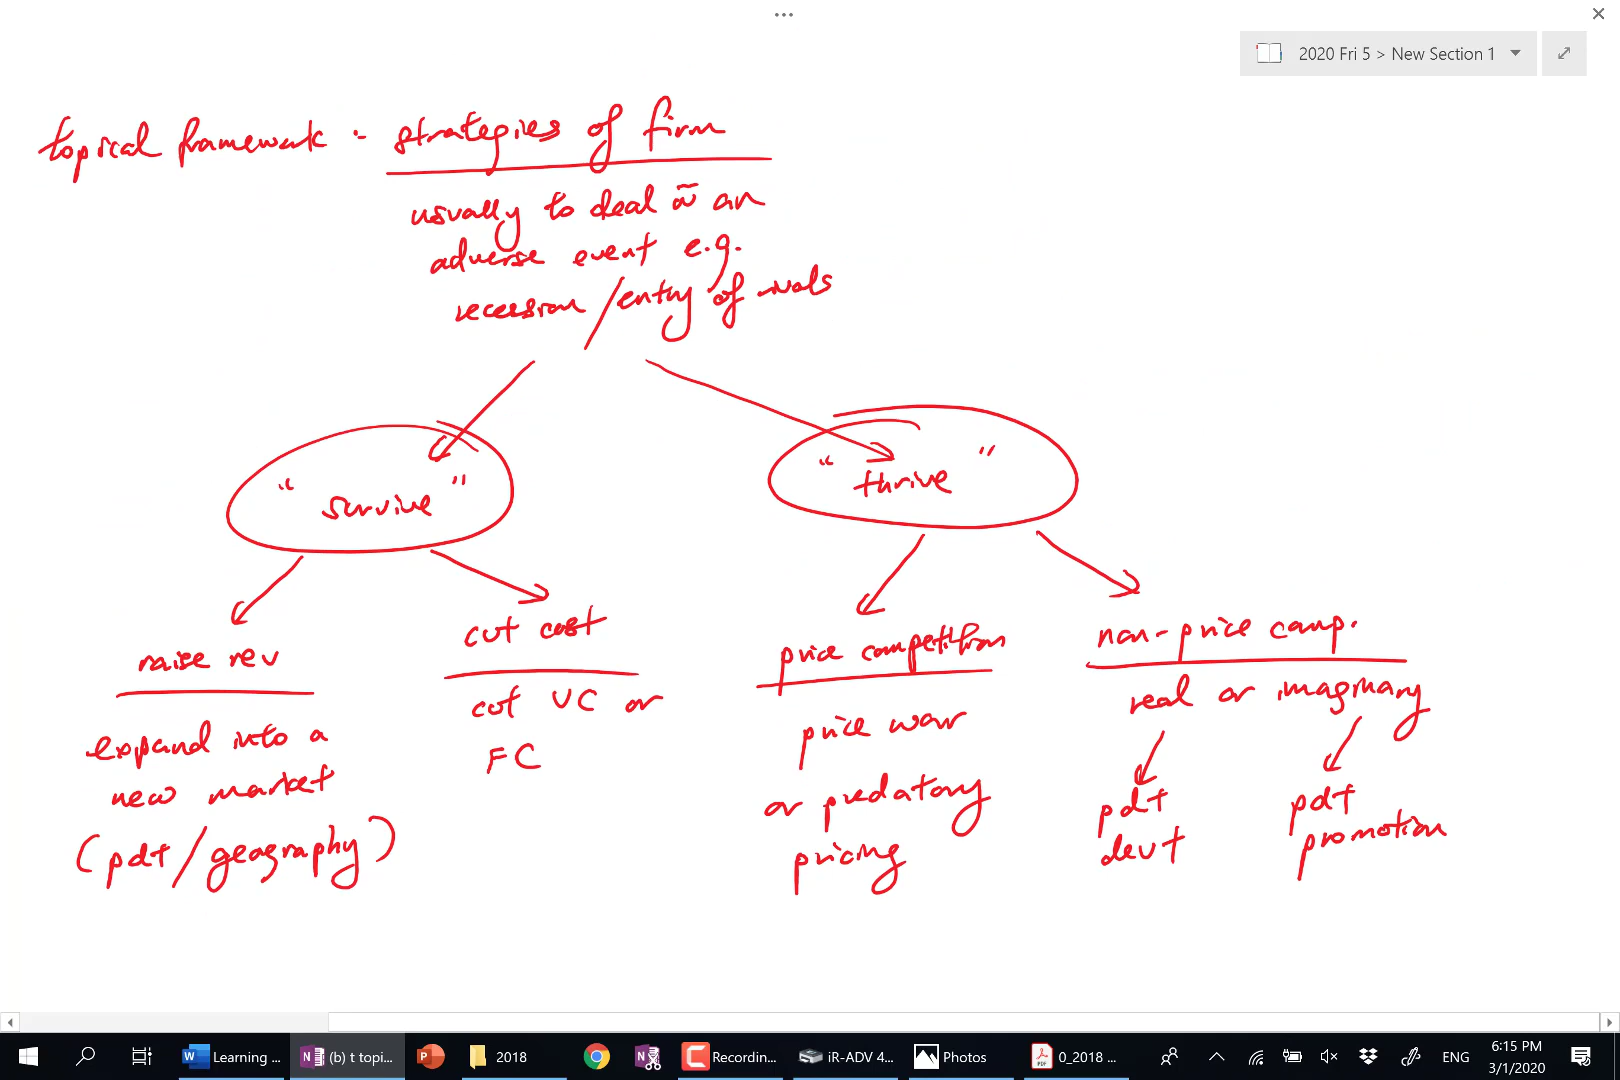 2020 Fri 5 > New Section 1
topical framework : strategies of firm
usually to deal w̃ an
adverse event e.g.
recession / entry of rivals
" survive "
" thrive "
raise rev
expand into a
new market
(pdt / geography)
cut cost
cut VC or
FC
price competition
price war
or predatory
pricing
non-price comp.
real or imaginary
pdt
devt
pdt
promotion
Learning ...
(b) t topi...
2018
Recordin...
iR-ADV 4...
Photos
0_2018 ...
ENG
6:15 PM
3/1/2020